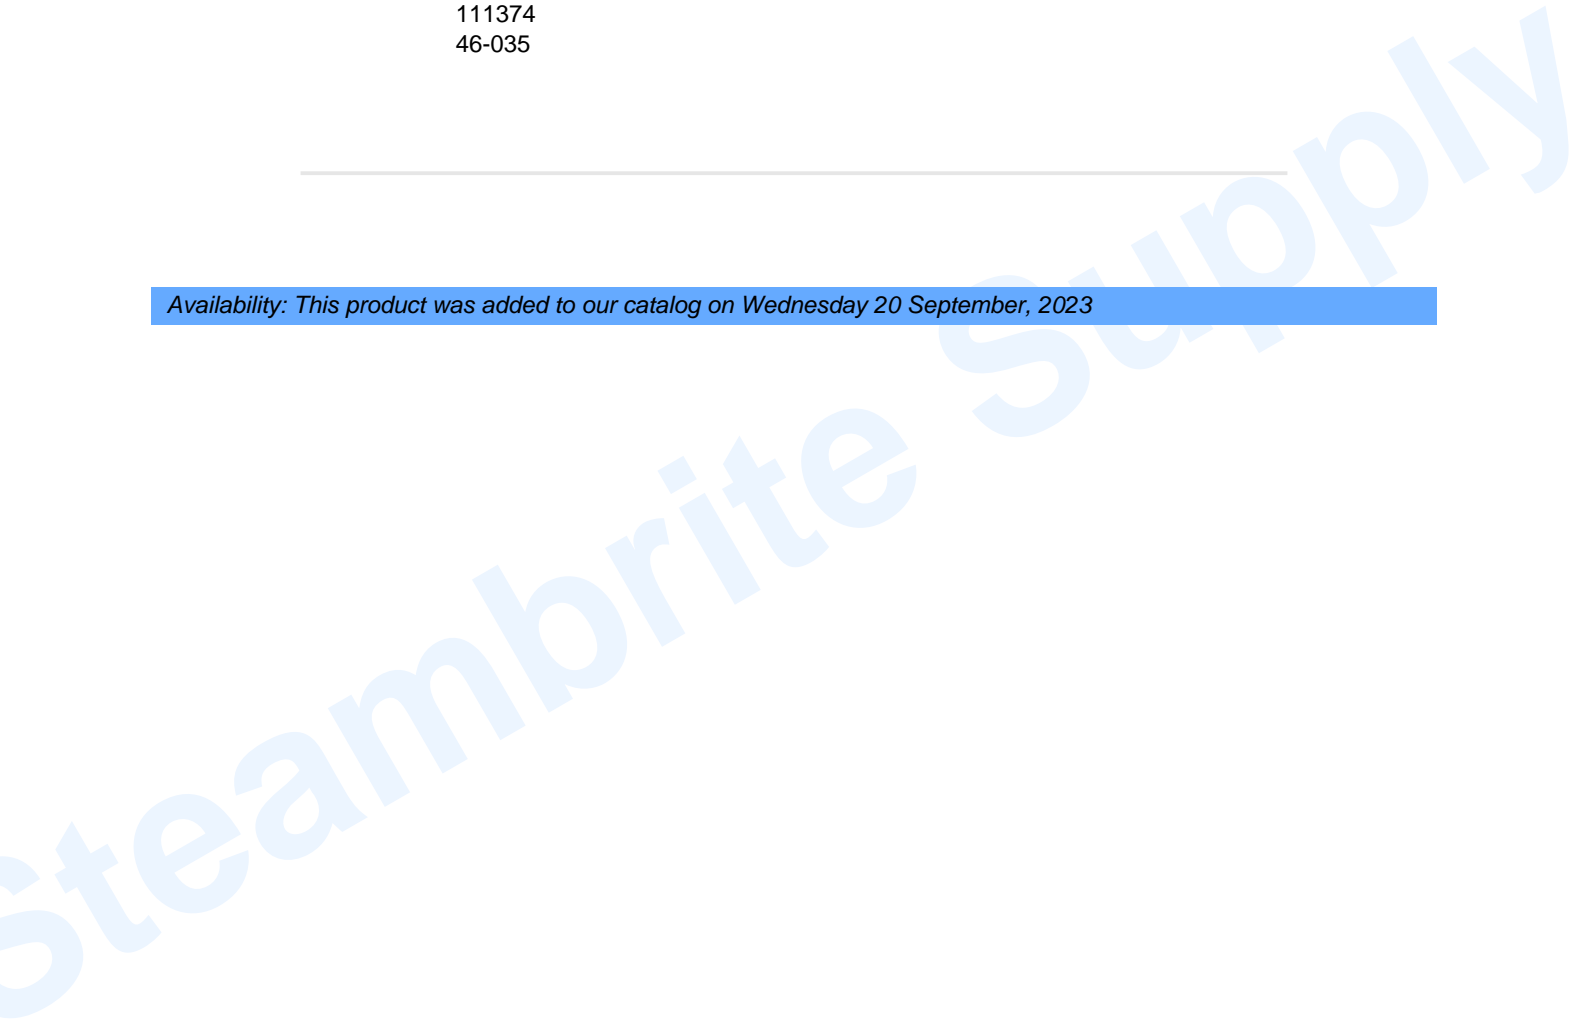 111374
46-035
Availability: This product was added to our catalog on Wednesday 20 September, 2023
Steambrite Supply